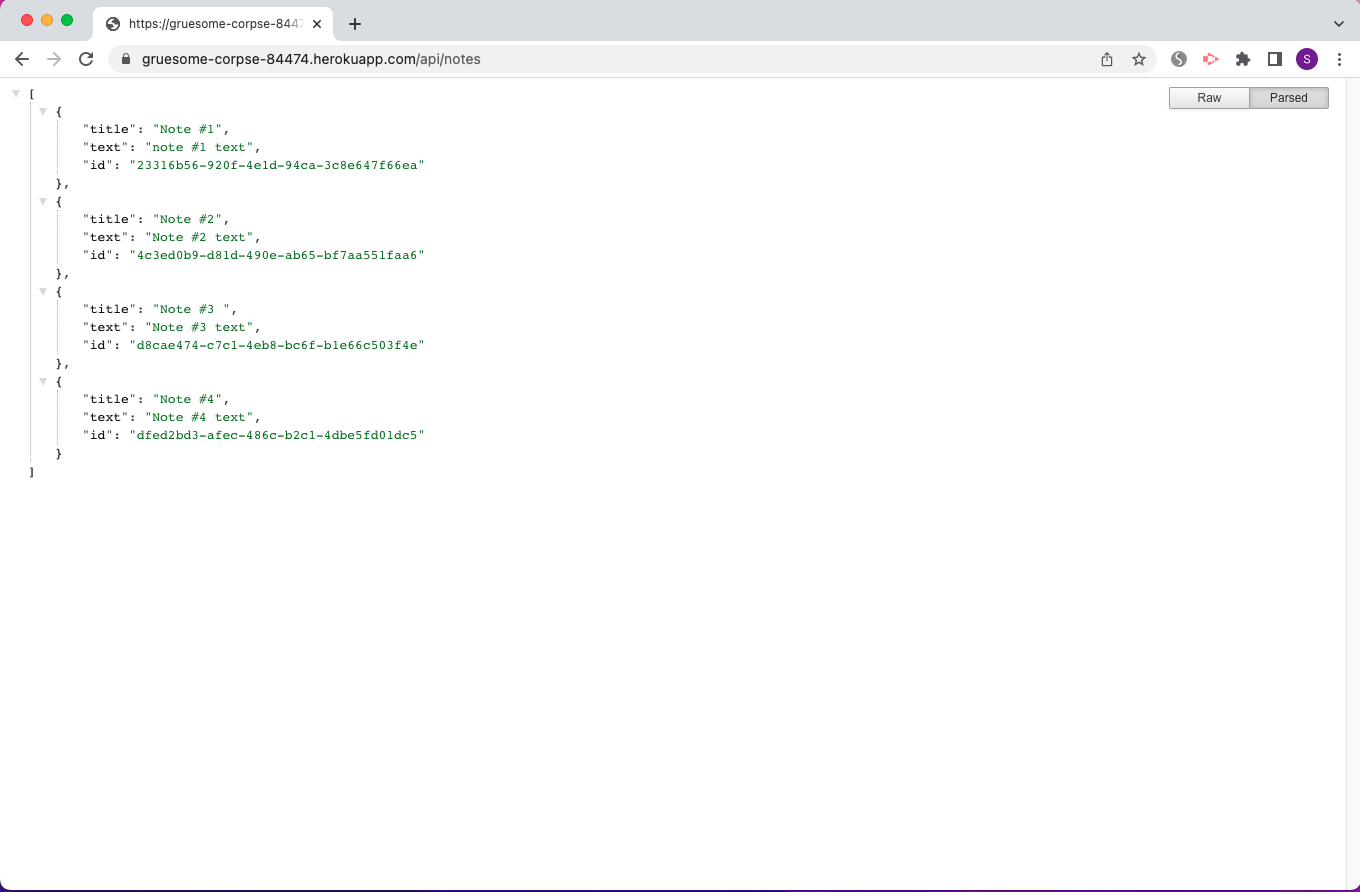 https://gruesome-corpse-8447
gruesome-corpse-84474.herokuapp.com/api/notes
S
Raw
Parsed
[
{
"title": "Note #1",
"text": "note #1 text",
"id": "23316b56-920f-4e1d-94ca-3c8e647f66ea"
},
{
"title": "Note #2",
"text": "Note #2 text",
"id": "4c3ed0b9-d81d-490e-ab65-bf7aa551faa6"
},
{
"title": "Note #3 ",
"text": "Note #3 text",
"id": "d8cae474-c7c1-4eb8-bc6f-b1e66c503f4e"
},
{
"title": "Note #4",
"text": "Note #4 text",
"id": "dfed2bd3-afec-486c-b2c1-4dbe5fd01dc5"
}
]